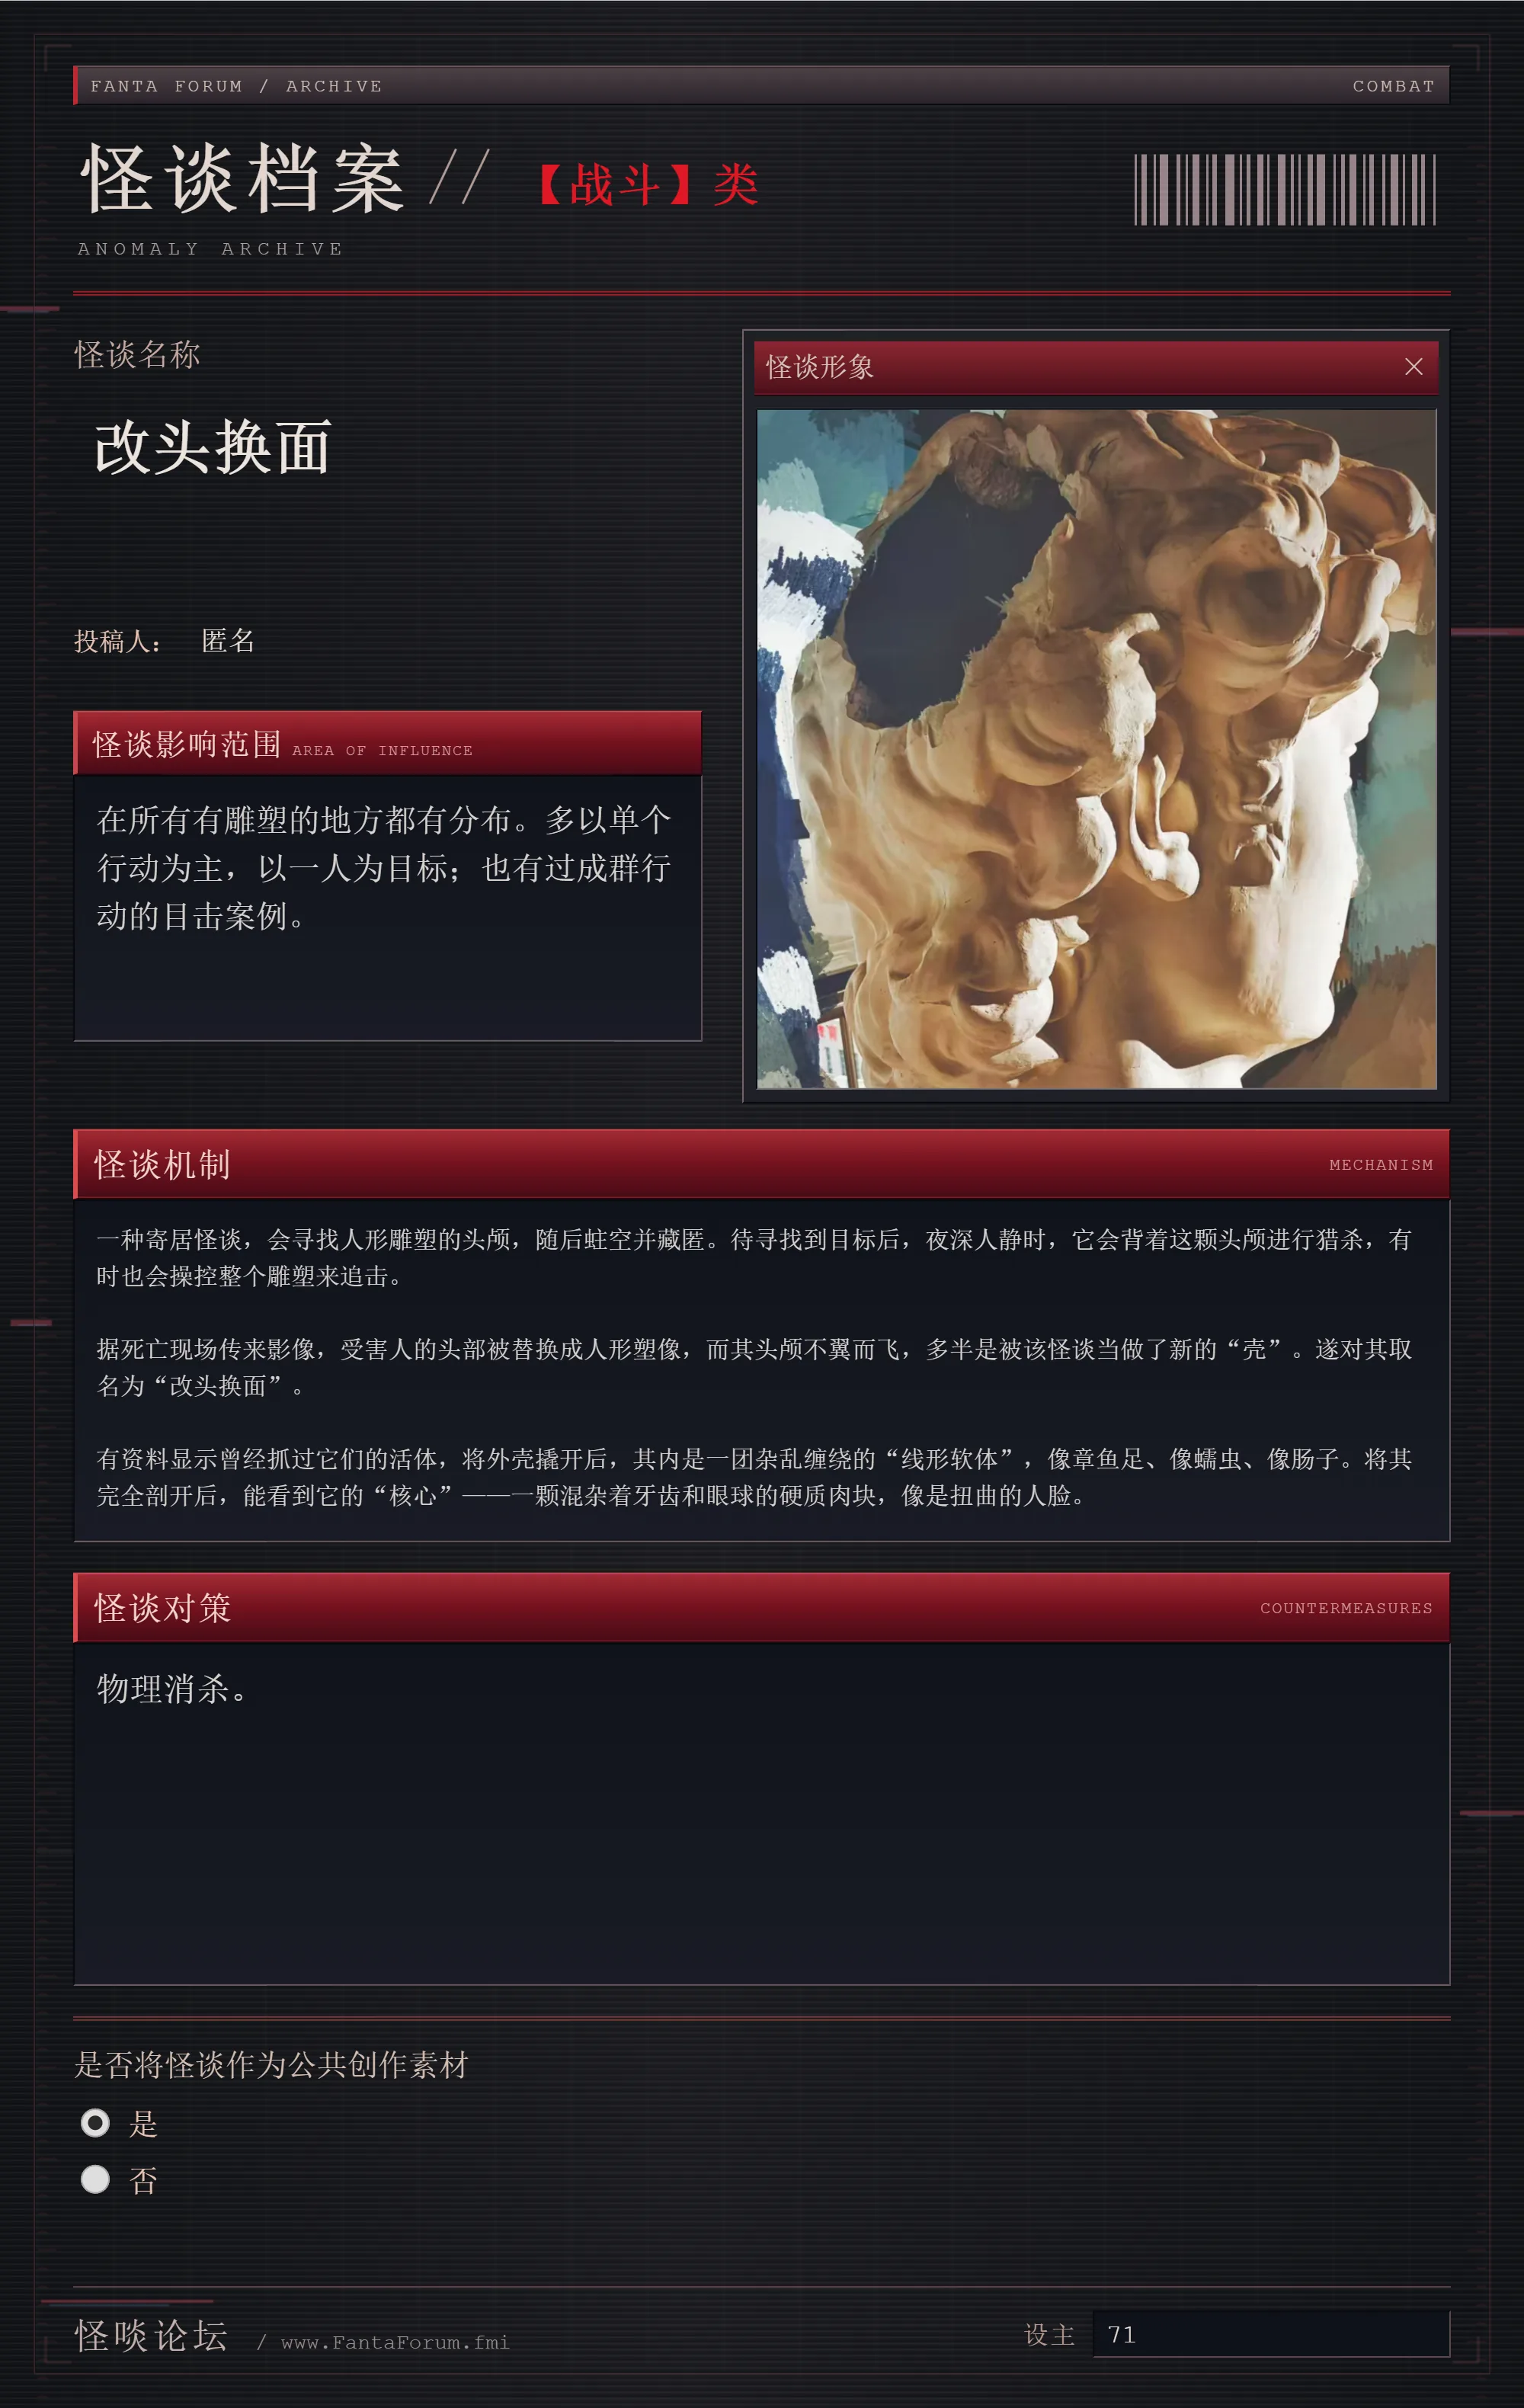 FANTA FORUM / ARCHIVE
COMBAT
怪谈档案 // 【战斗】类
ANOMALY ARCHIVE
怪谈名称
改头换面
投稿人： 匿名
怪谈形象
怪谈影响范围 AREA OF INFLUENCE
在所有有雕塑的地方都有分布。多以单个
行动为主，以一人为目标；也有过成群行
动的目击案例。
怪谈机制
MECHANISM
一种寄居怪谈，会寻找人形雕塑的头颅，随后蛀空并藏匿。待寻找到目标后，夜深人静时，它会背着这颗头颅进行猎杀，有
时也会操控整个雕塑来追击。
据死亡现场传来影像，受害人的头部被替换成人形塑像，而其头颅不翼而飞，多半是被该怪谈当做了新的“壳”。遂对其取
名为“改头换面”。
有资料显示曾经抓过它们的活体，将外壳撬开后，其内是一团杂乱缠绕的“线形软体”，像章鱼足、像蠕虫、像肠子。将其
完全剖开后，能看到它的“核心”——一颗混杂着牙齿和眼球的硬质肉块，像是扭曲的人脸。
怪谈对策
COUNTERMEASURES
物理消杀。
是否将怪谈作为公共创作素材
是
否
怪啖论坛 / www.FantaForum.fmi
设主 71